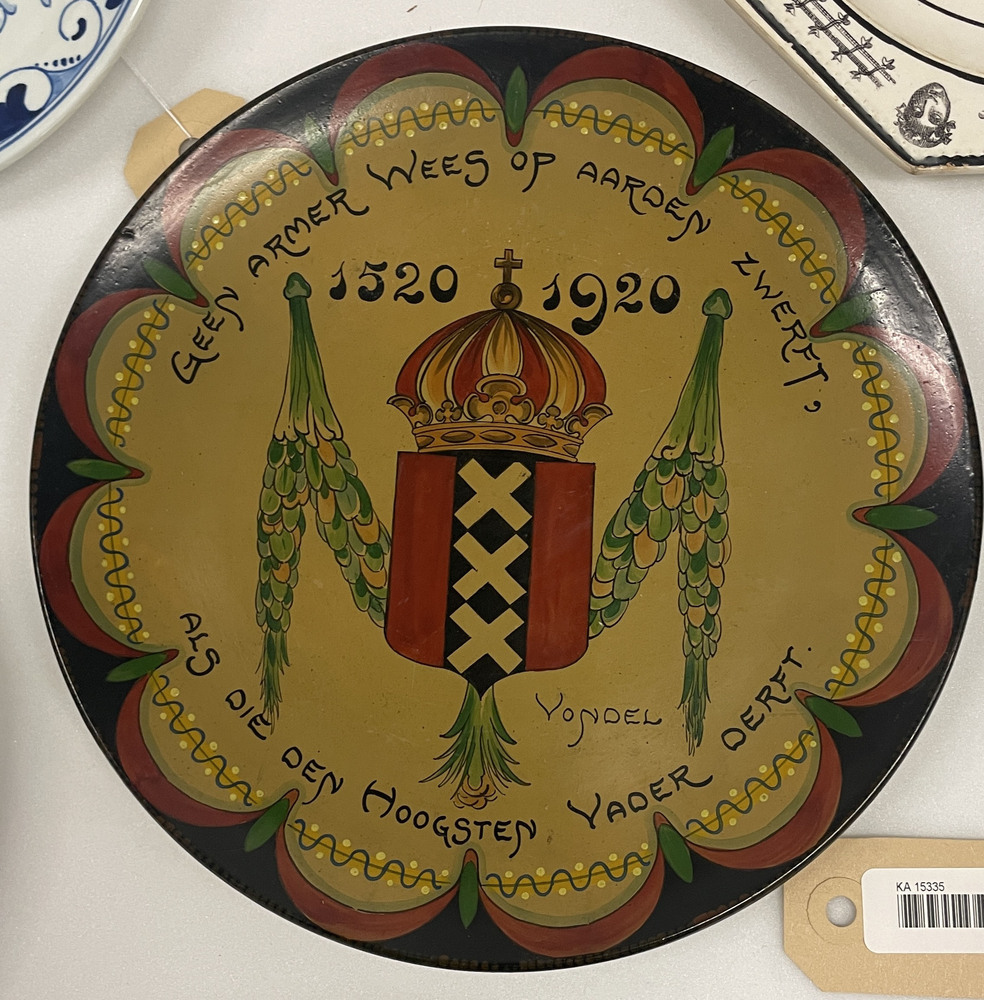 GEEN ARMER WEES OP AARDEN ZWERFT,
1520 1920
ALS DIE DEN HOOGSTEN VADER DERFT.
VONDEL
KA 15335